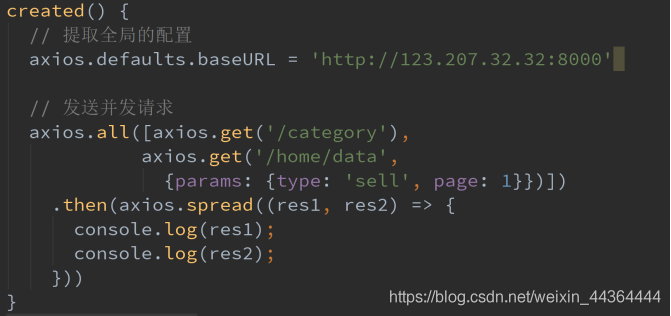 created() {
// 提取全局的配置
axios.defaults.baseURL = 'http://123.207.32.32:8000'
// 发送并发请求
axios.all([axios.get('/category'),
axios.get('/home/data',
{params: {type: 'sell', page: 1}})])
.then(axios.spread((res1, res2) => {
console.log(res1);
console.log(res2);
}))
}
https://blog.csdn.net/weixin_44364444